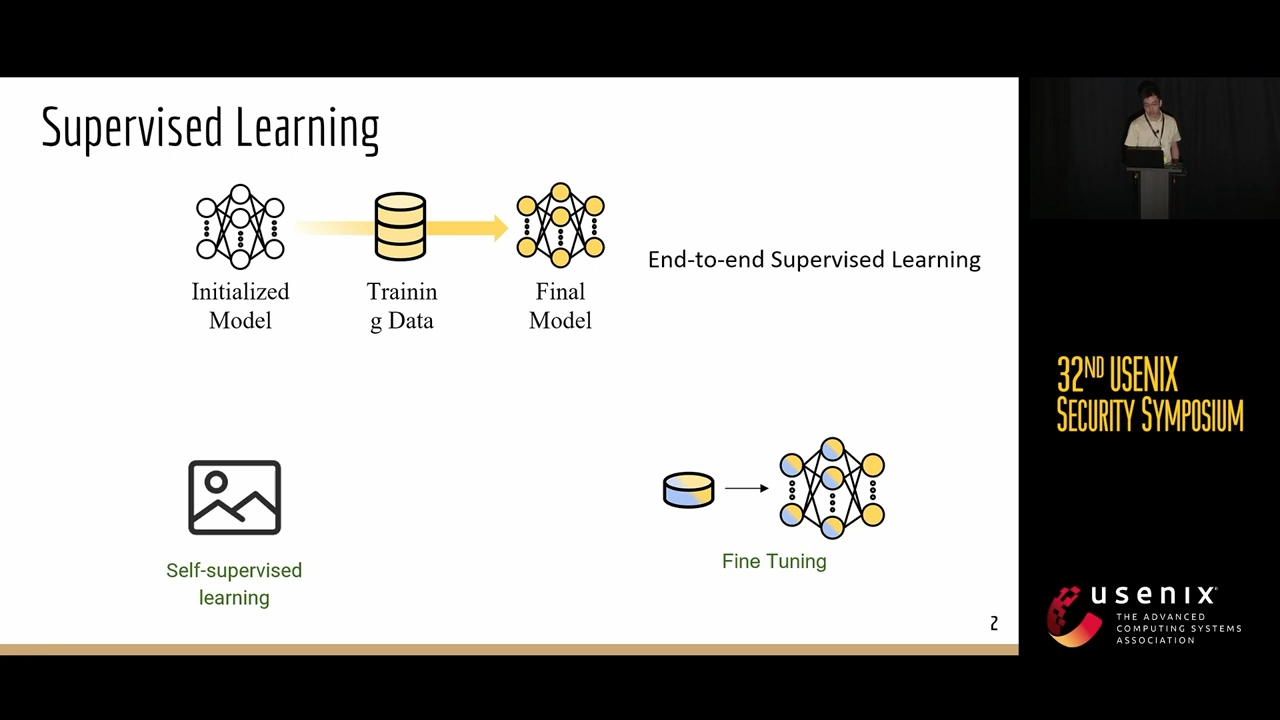 Supervised Learning
Initialized
Model
Trainin
g Data
Final
Model
End-to-end Supervised Learning
Self-supervised
learning
Fine Tuning
2
32ND USENIX
SECURITY SYMPOSIUM
usenix
THE ADVANCED
COMPUTING SYSTEMS
ASSOCIATION